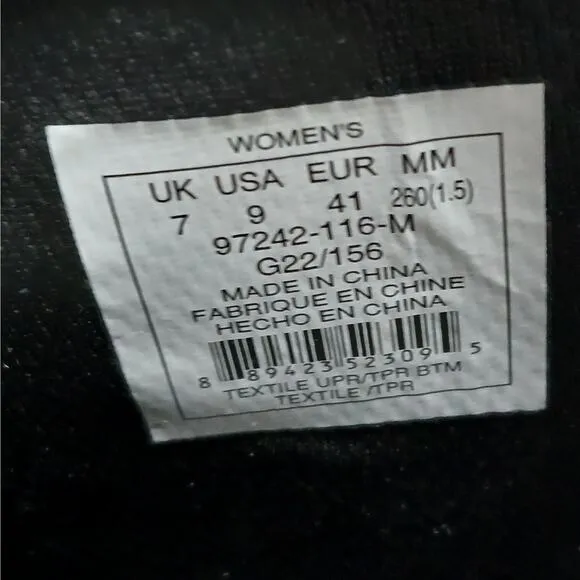 WOMEN'S
UK USA EUR MM
7 9 41 260(1.5)
97242-116-M
G22/156
MADE IN CHINA
FABRIQUE EN CHINE
HECHO EN CHINA
8 89423 52309 5
TEXTILE UPR/TPR BTM
TEXTILE /TPR